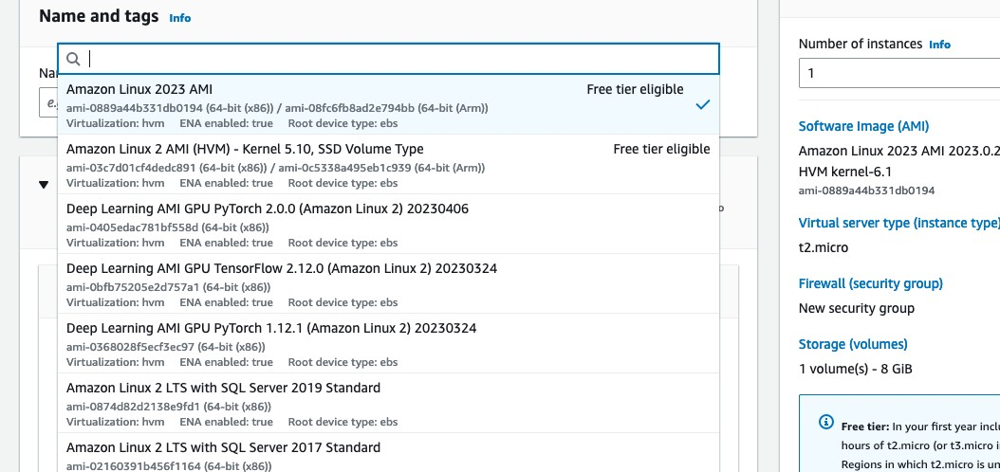 Name and tags Info
Amazon Linux 2023 AMI Free tier eligible
ami-0889a44b331db0194 (64-bit (x86)) / ami-08fc6fb8ad2e794bb (64-bit (Arm))
Virtualization: hvm ENA enabled: true Root device type: ebs
Amazon Linux 2 AMI (HVM) - Kernel 5.10, SSD Volume Type Free tier eligible
ami-03c7d01cf4dedc891 (64-bit (x86)) / ami-0c5338a495eb1c939 (64-bit (Arm))
Virtualization: hvm ENA enabled: true Root device type: ebs
Deep Learning AMI GPU PyTorch 2.0.0 (Amazon Linux 2) 20230406
ami-0405edac781bf558d (64-bit (x86))
Virtualization: hvm ENA enabled: true Root device type: ebs
Deep Learning AMI GPU TensorFlow 2.12.0 (Amazon Linux 2) 20230324
ami-0bfb75205e2d757a1 (64-bit (x86))
Virtualization: hvm ENA enabled: true Root device type: ebs
Deep Learning AMI GPU PyTorch 1.12.1 (Amazon Linux 2) 20230324
ami-0368028f5ecf3ec97 (64-bit (x86))
Virtualization: hvm ENA enabled: true Root device type: ebs
Amazon Linux 2 LTS with SQL Server 2019 Standard
ami-0874d82d2138e9fd1 (64-bit (x86))
Virtualization: hvm ENA enabled: true Root device type: ebs
Amazon Linux 2 LTS with SQL Server 2017 Standard
ami-02160391b456f1164 (64-bit (x86))
Number of instances Info
1
Software Image (AMI)
Amazon Linux 2023 AMI 2023.0.2
HVM kernel-6.1
ami-0889a44b331db0194
Virtual server type (instance type)
t2.micro
Firewall (security group)
New security group
Storage (volumes)
1 volume(s) - 8 GiB
Free tier: In your first year inclu
hours of t2.micro (or t3.micro i
Regions in which t2.micro is un